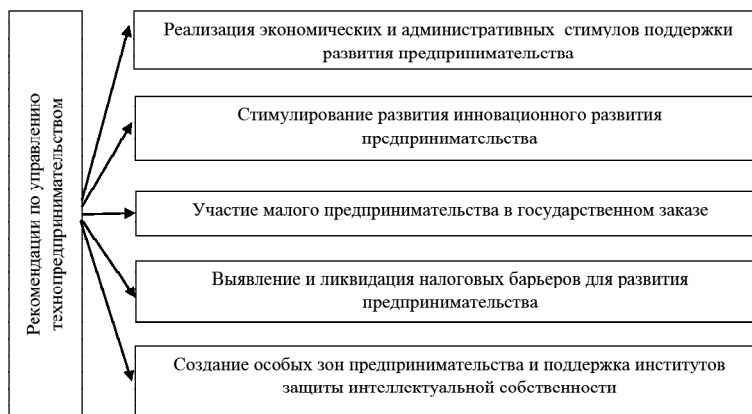 Рекомендации по управлению
технопредпринимательством
Реализация экономических и административных стимулов поддержки
развития предпринимательства
Стимулирование развития инновационного развития
предпринимательства
Участие малого предпринимательства в государственном заказе
Выявление и ликвидация налоговых барьеров для развития
предпринимательства
Создание особых зон предпринимательства и поддержка институтов
защиты интеллектуальной собственности